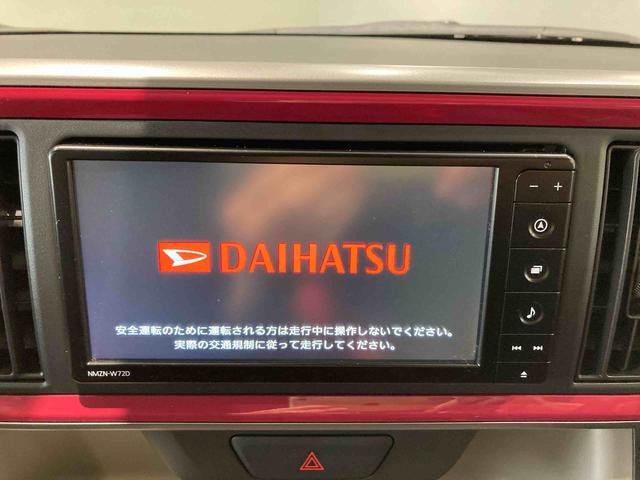 DAIHATSU
安全運転のために運転される方は走行中に操作しないでください。
実際の交通規制に従って走行してください。
NMZN-W72D